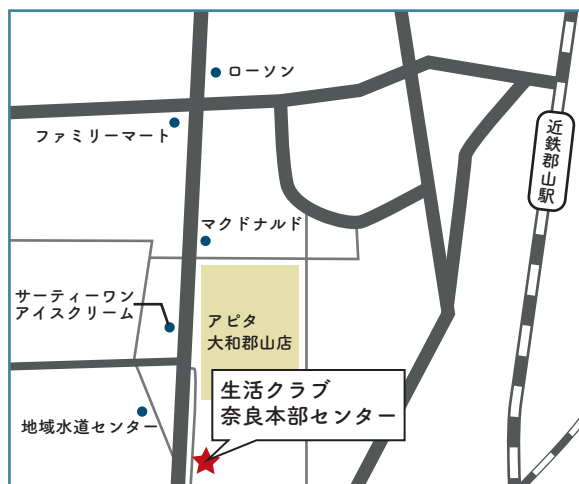 ローソン
ファミリーマート
近鉄郡山駅
マクドナルド
サーティーワン
アイスクリーム
アピタ
大和郡山店
生活クラブ
奈良本部センター
地域水道センター